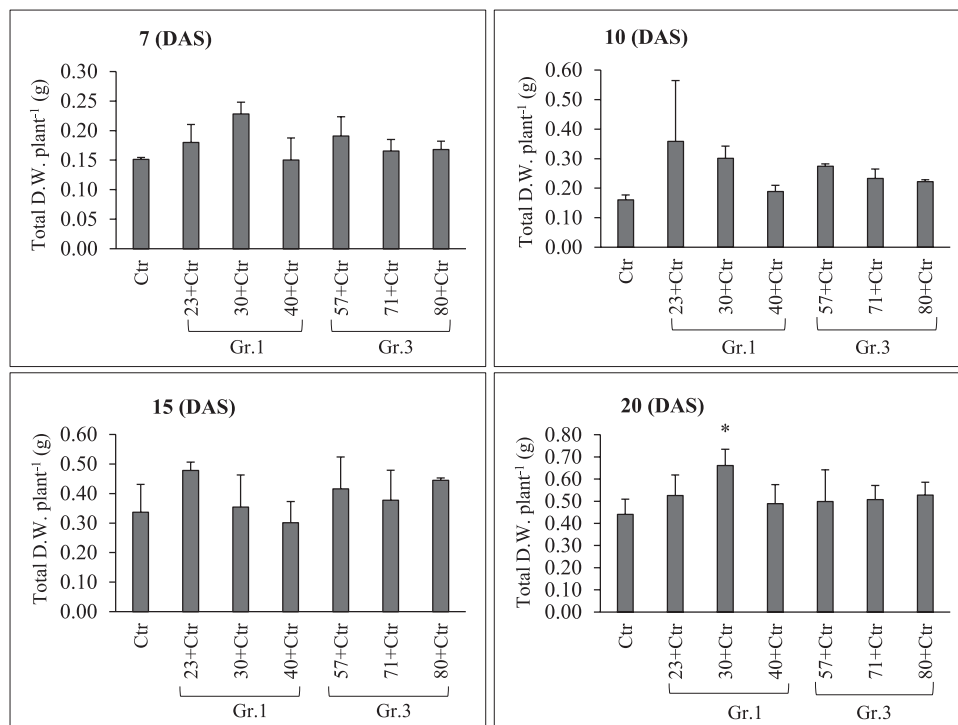 7 (DAS)
Total D.W. plant⁻¹ (g)
0.30
0.25
0.20
0.15
0.10
0.05
0.00
Ctr
23+Ctr
30+Ctr
40+Ctr
57+Ctr
71+Ctr
80+Ctr
Gr.1
Gr.3
10 (DAS)
Total D.W. plant⁻¹ (g)
0.60
0.50
0.40
0.30
0.20
0.10
0.00
Ctr
23+Ctr
30+Ctr
40+Ctr
57+Ctr
71+Ctr
80+Ctr
Gr.1
Gr.3
15 (DAS)
Total D.W. plant⁻¹ (g)
0.60
0.50
0.40
0.30
0.20
0.10
0.00
Ctr
23+Ctr
30+Ctr
40+Ctr
57+Ctr
71+Ctr
80+Ctr
Gr.1
Gr.3
20 (DAS)
Total D.W. plant⁻¹ (g)
0.80
0.70
0.60
0.50
0.40
0.30
0.20
0.10
0.00
*
Ctr
23+Ctr
30+Ctr
40+Ctr
57+Ctr
71+Ctr
80+Ctr
Gr.1
Gr.3